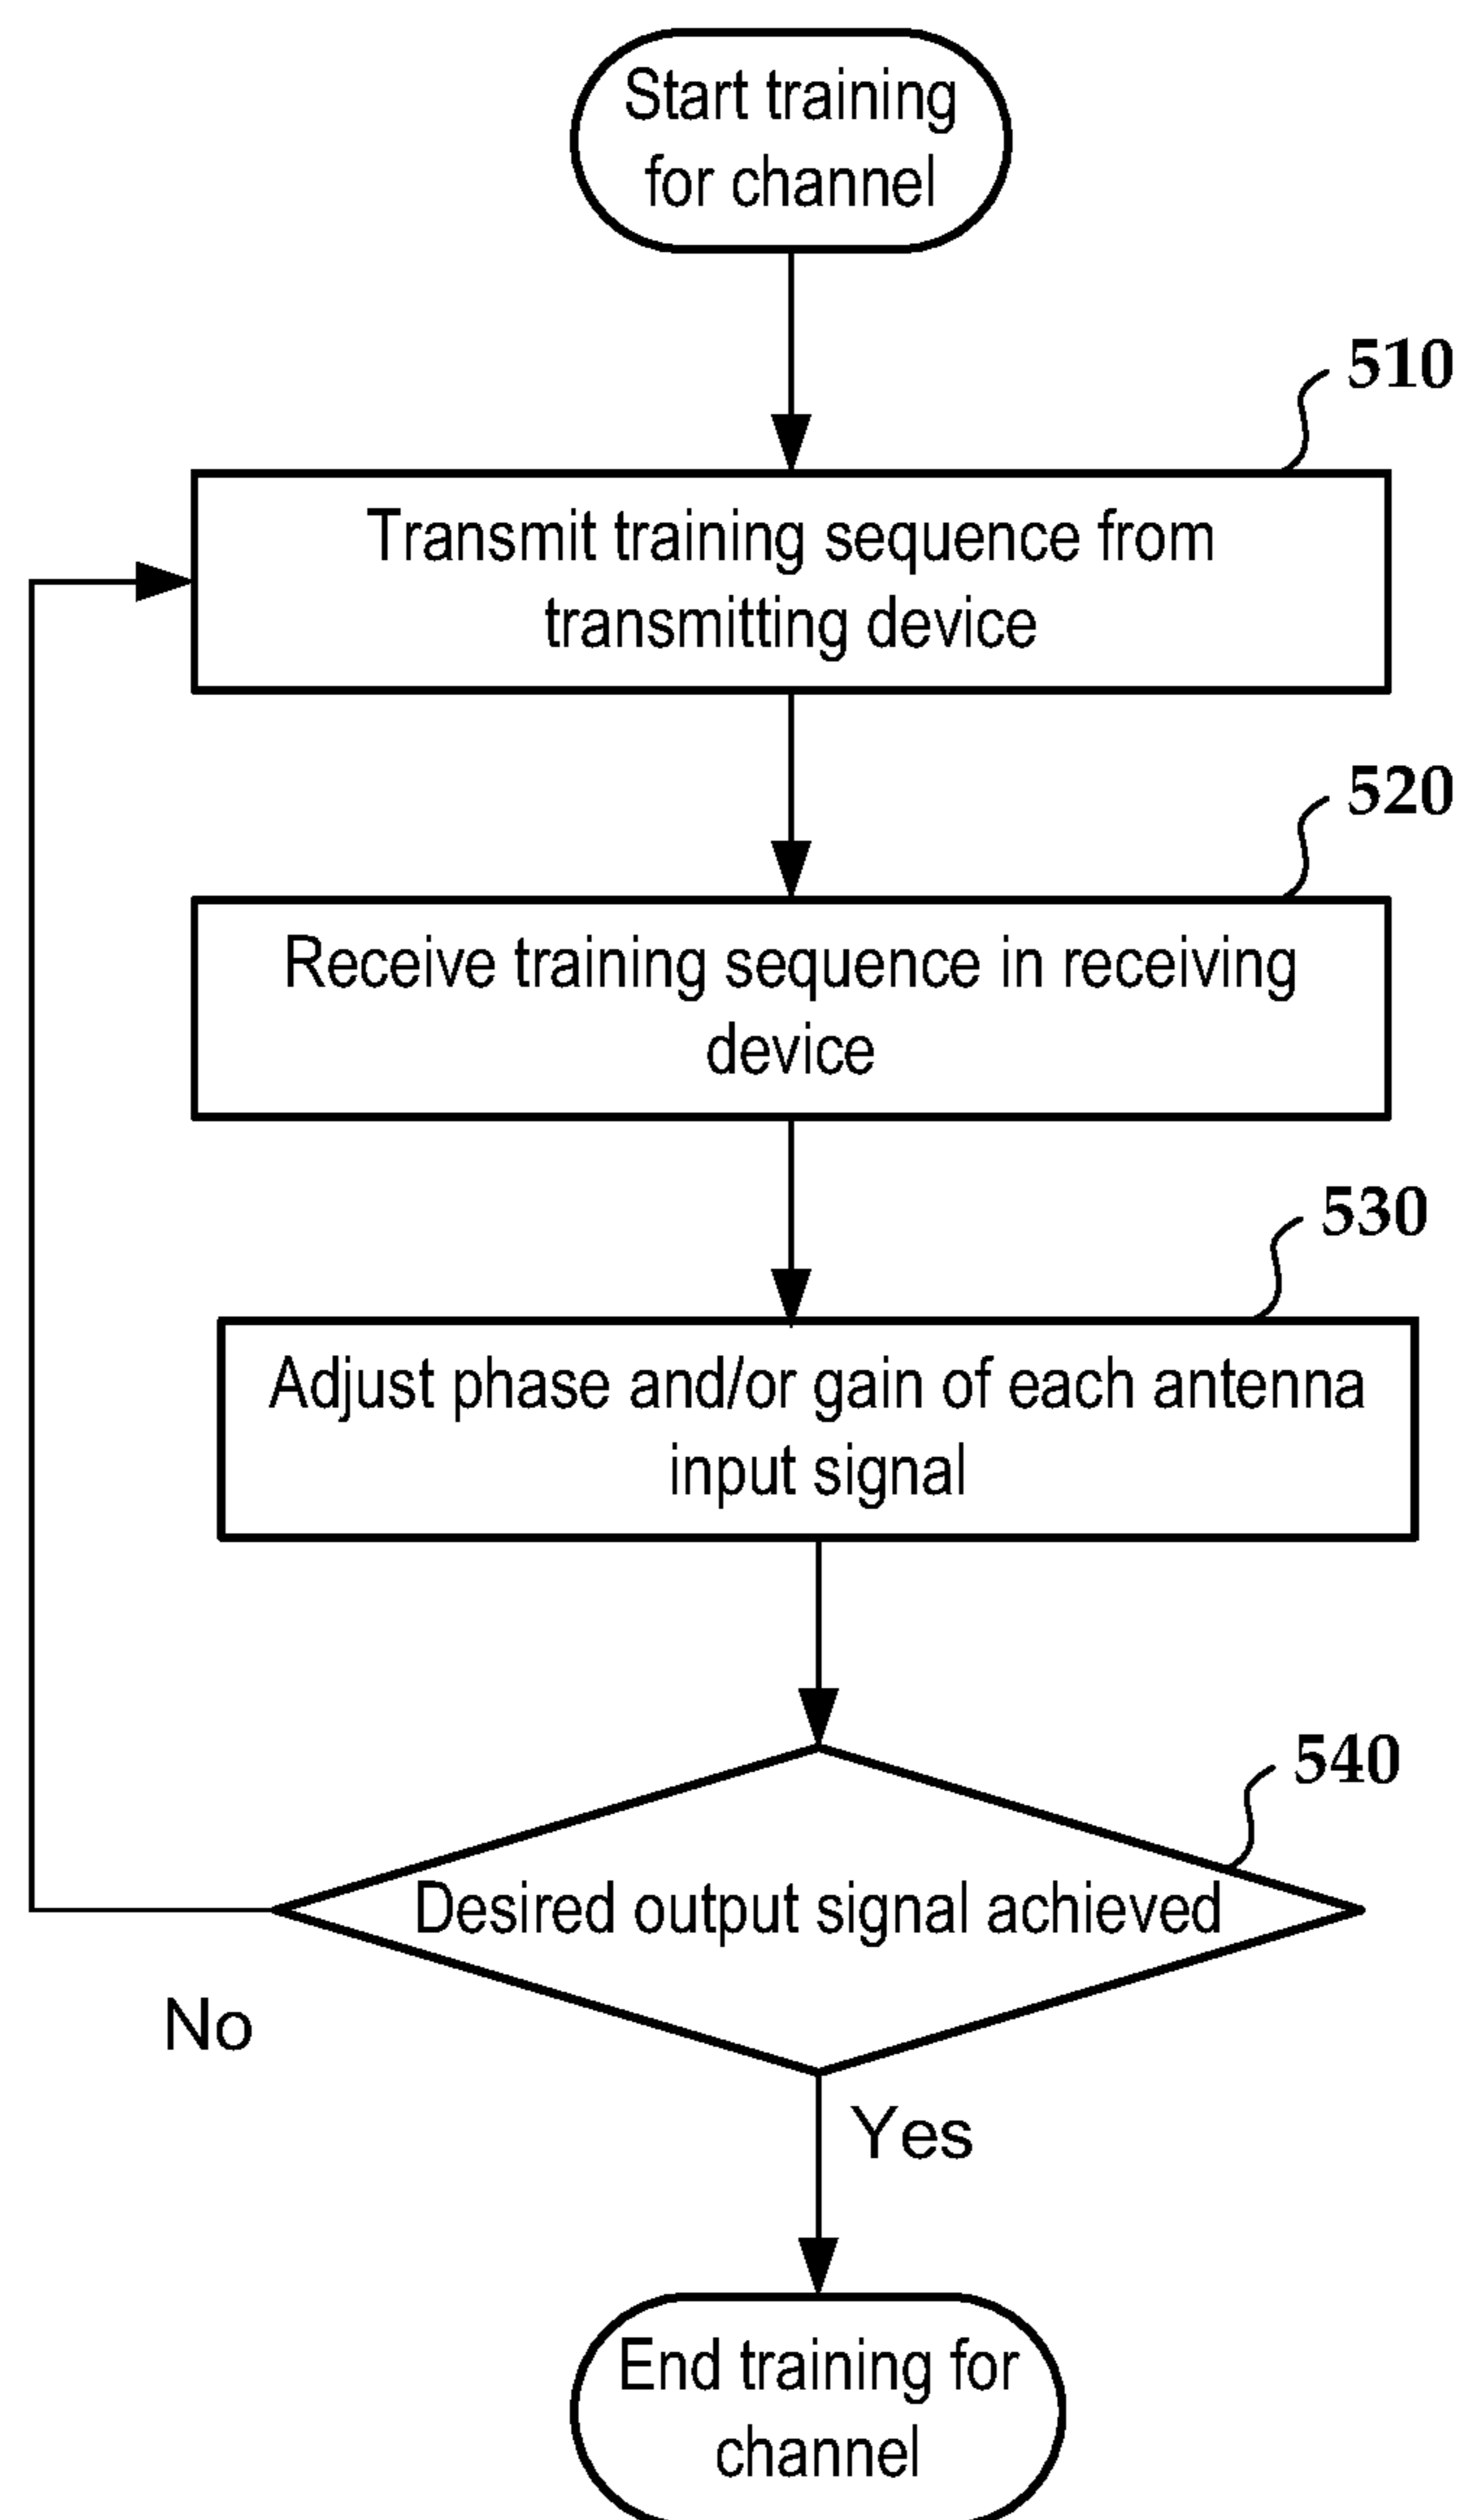 Start training
for channel
510
Transmit training sequence from
transmitting device
520
Receive training sequence in receiving
device
530
Adjust phase and/or gain of each antenna
input signal
540
Desired output signal achieved
No
Yes
End training for
channel